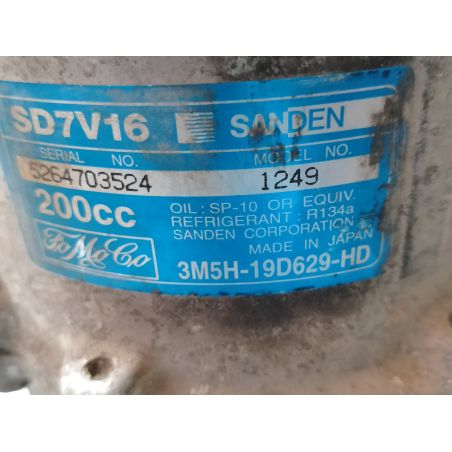 SD7V16 SANDEN
SERIAL NO. MODEL NO.
5264703524 1249
200cc OIL : SP-10 OR EQUIV.
REFRIGERANT : R134a
SANDEN CORPORATION
MADE IN JAPAN
FoMoCo 3M5H-19D629-HD